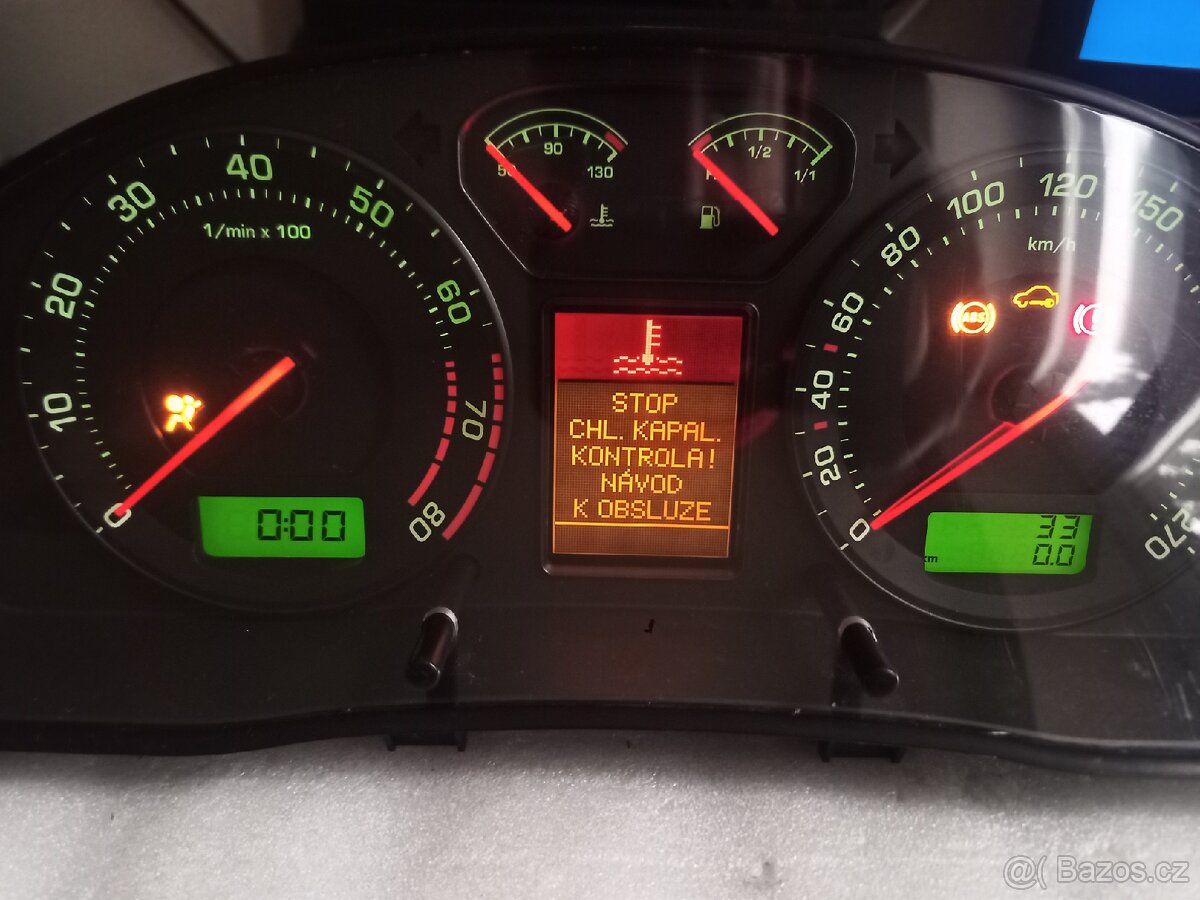 40
30
50
1/min x 100
20
60
10
70
80
0
0:00
90
50
130
1/2
1/1
STOP
CHL. KAPAL.
KONTROLA!
NÁVOD
K OBSLUZE
100
120
150
km/h
80
60
ABS
40
20
0
270
33
km
0.0
@( Bazos.cz